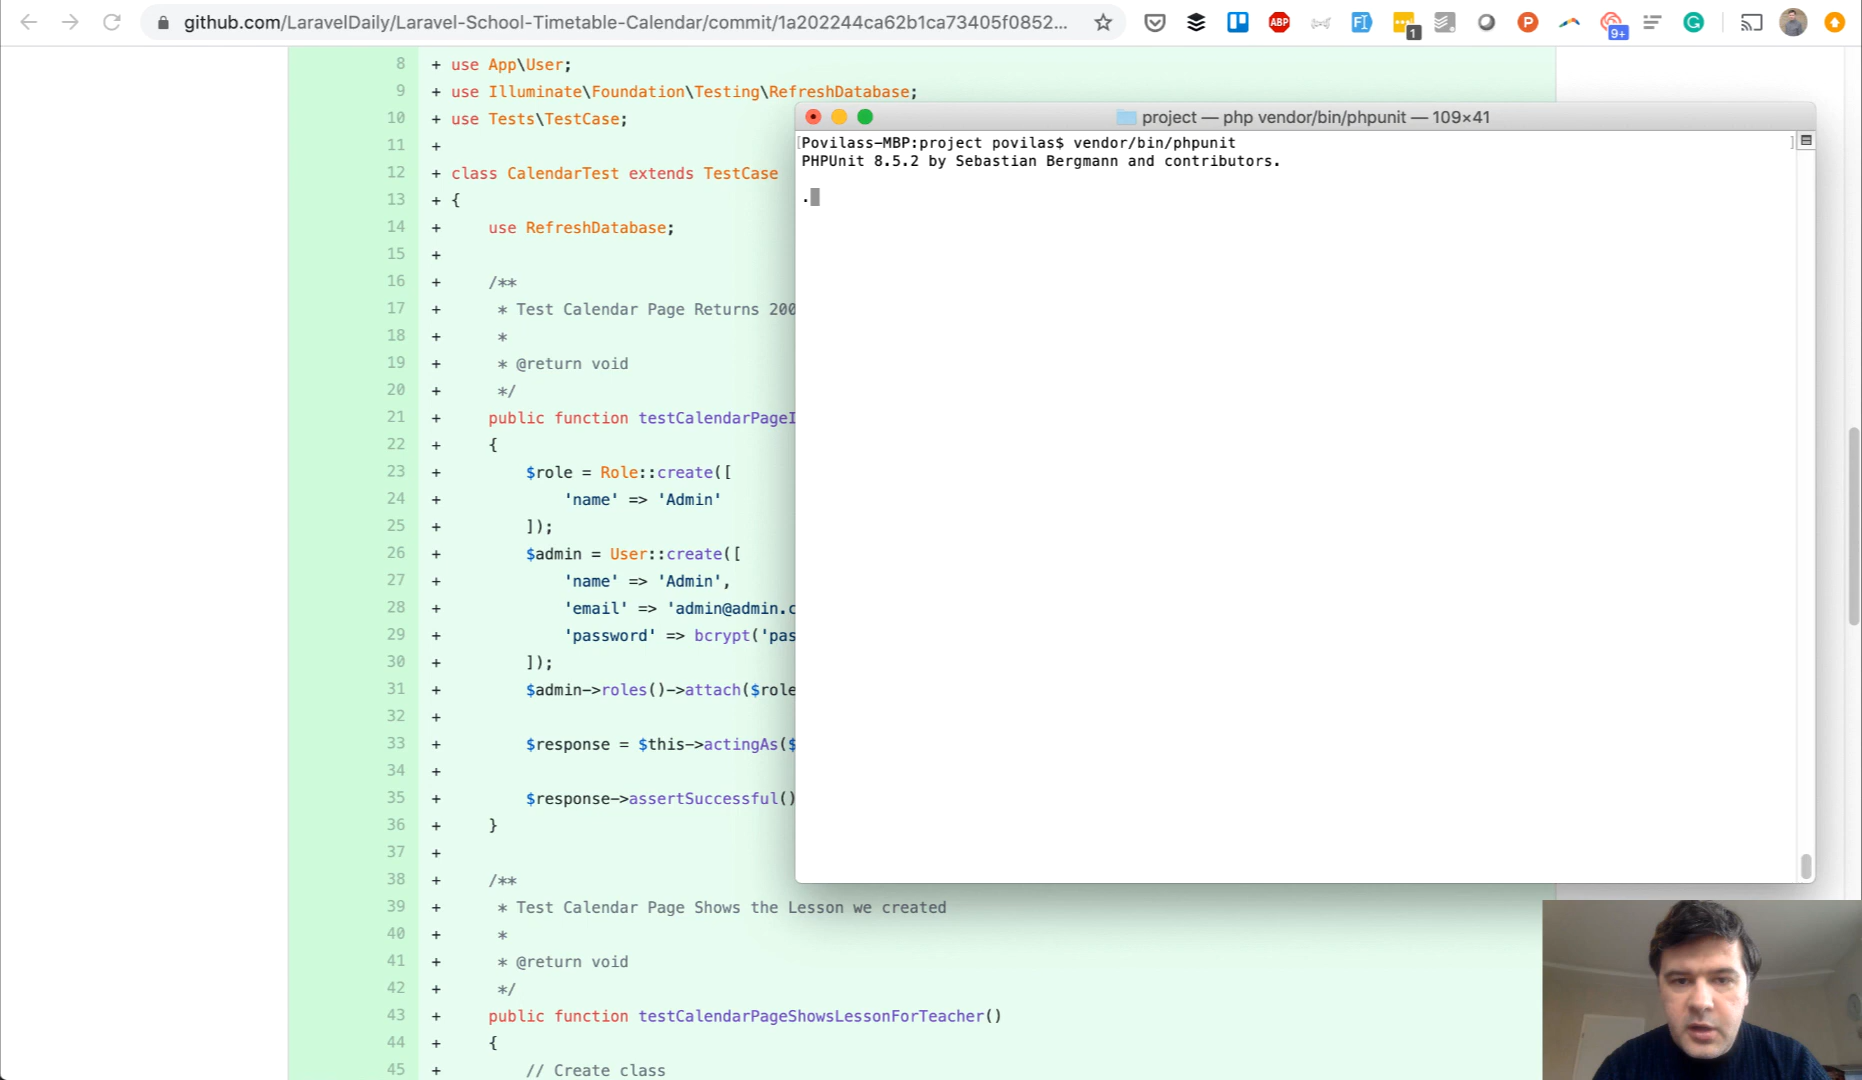 github.com/LaravelDaily/Laravel-School-Timetable-Calendar/commit/1a202244ca62b1ca73405f0852...
ABP
1
P
9+
G
8 + use App\User;
9 + use Illuminate\Foundation\Testing\RefreshDatabase;
10 + use Tests\TestCase;
11 +
12 + class CalendarTest extends TestCase
13 + {
14 + use RefreshDatabase;
15 +
16 + /**
17 + * Test Calendar Page Returns 200
18 + *
19 + * @return void
20 + */
21 + public function testCalendarPageI
22 + {
23 + $role = Role::create([
24 + 'name' => 'Admin'
25 + ]);
26 + $admin = User::create([
27 + 'name' => 'Admin',
28 + 'email' => 'admin@admin.c
29 + 'password' => bcrypt('pas
30 + ]);
31 + $admin->roles()->attach($role
32 +
33 + $response = $this->actingAs($
34 +
35 + $response->assertSuccessful()
36 + }
37 +
38 + /**
39 + * Test Calendar Page Shows the Lesson we created
40 + *
41 + * @return void
42 + */
43 + public function testCalendarPageShowsLessonForTeacher()
44 + {
45 + // Create class
project — php vendor/bin/phpunit — 109×41
[Povilass-MBP:project povilas$ vendor/bin/phpunit ]
PHPUnit 8.5.2 by Sebastian Bergmann and contributors.
.